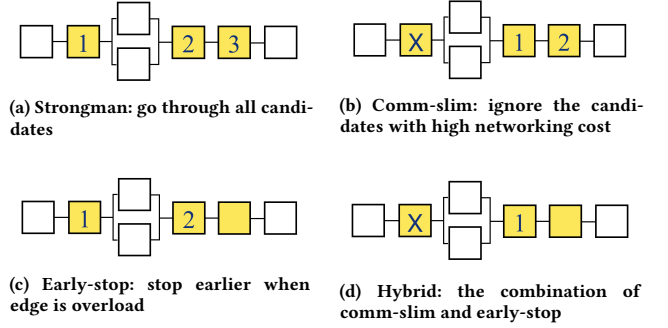 1 2 3
X 1 2
(a) Strongman: go through all candi-
dates
(b) Comm-slim: ignore the candi-
dates with high networking cost
1 2
X 1
(c) Early-stop: stop earlier when
edge is overload
(d) Hybrid: the combination of
comm-slim and early-stop